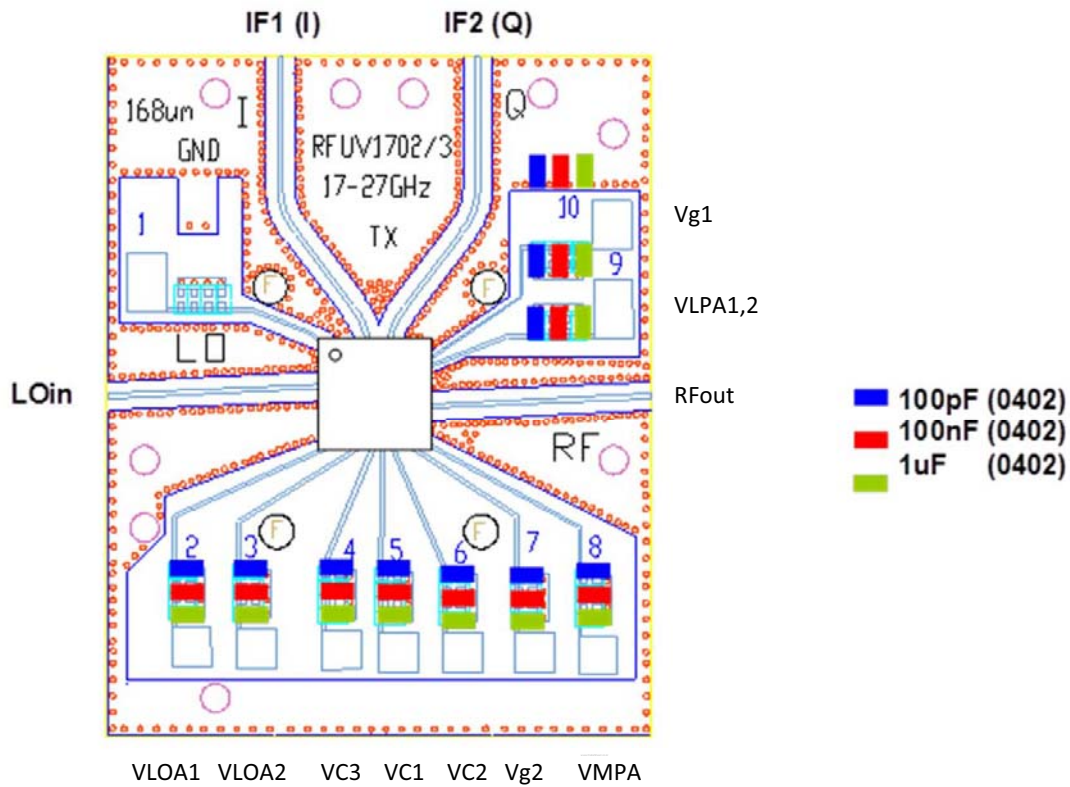 IF1 (I)
IF2 (Q)
168um
I
Q
GND
RFUV1702/3
17-27GHz
TX
1
10
9
Vg1
VLPA1,2
F
F
LO
LOin
RFout
RF
100pF (0402)
100nF (0402)
1uF (0402)
F
F
2
3
4
5
6
7
8
VLOA1
VLOA2
VC3
VC1
VC2
Vg2
VMPA